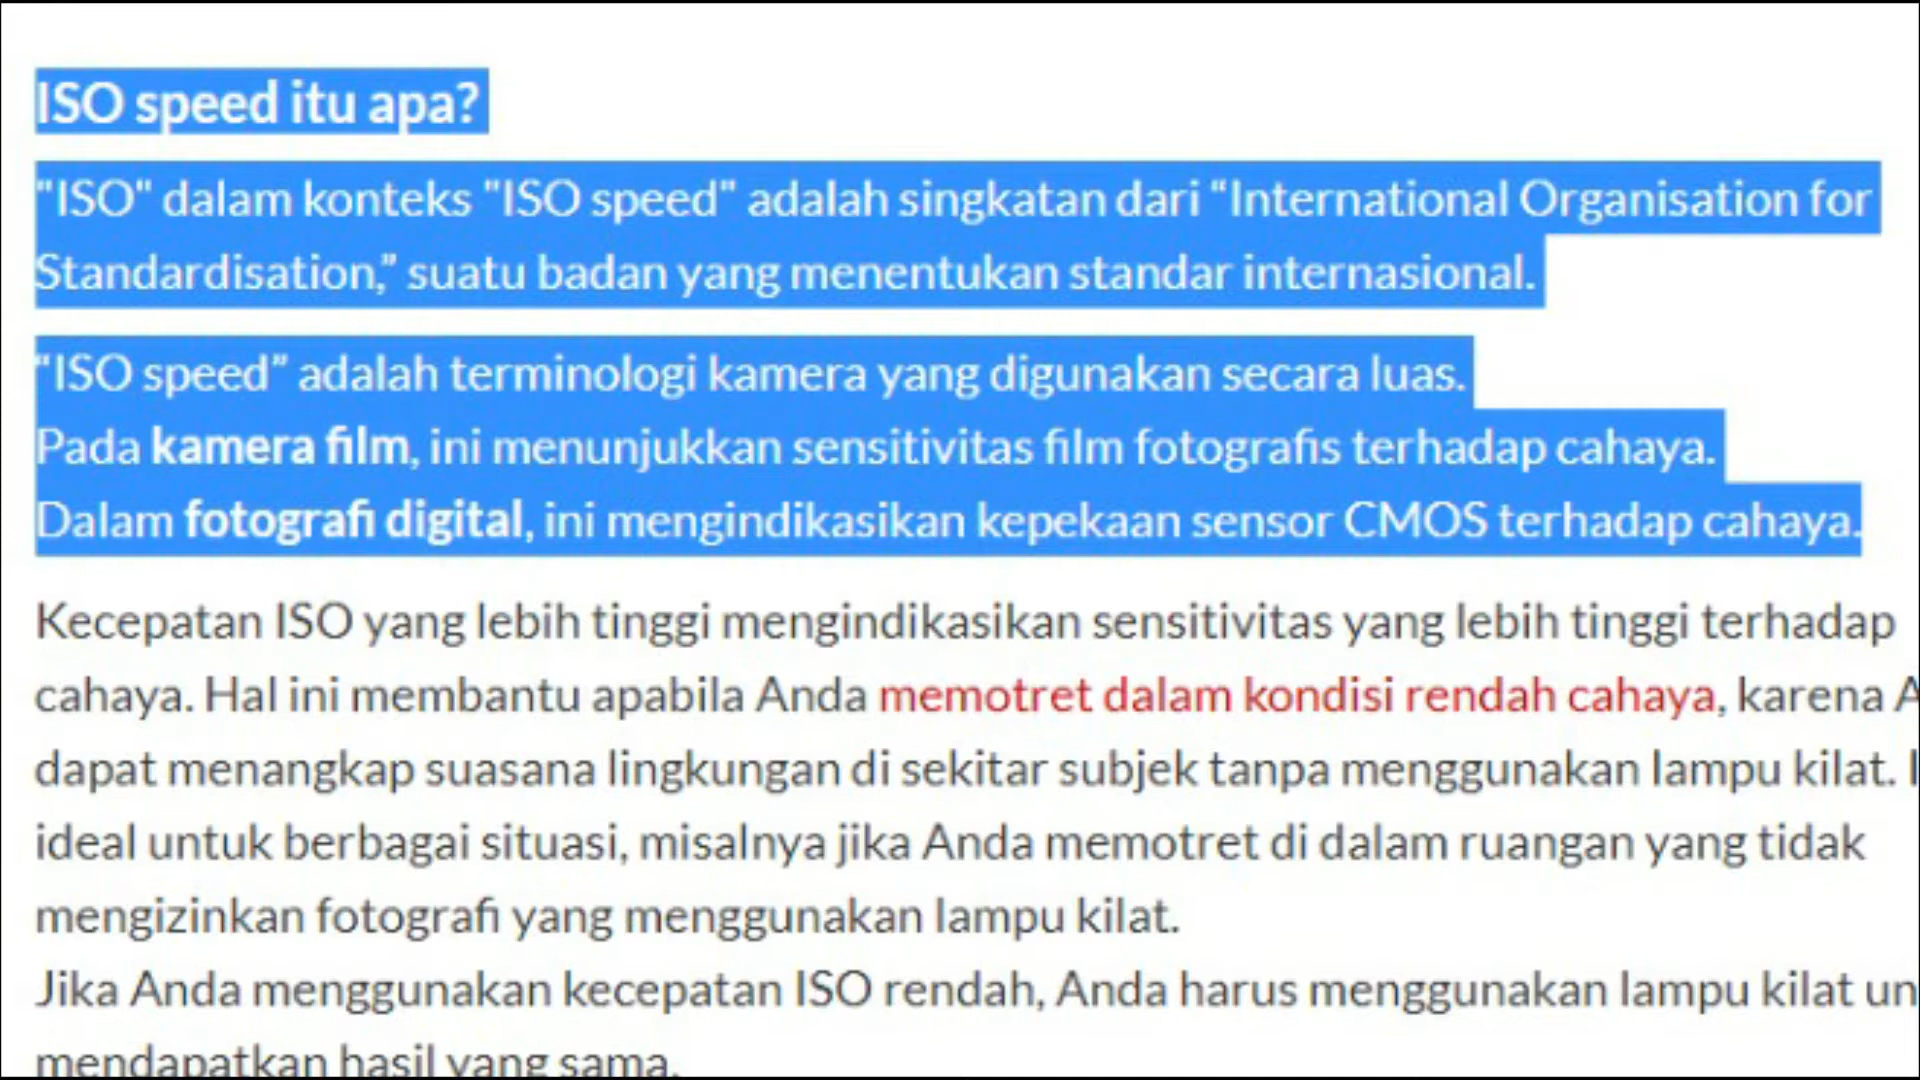 ISO speed itu apa?
"ISO" dalam konteks "ISO speed" adalah singkatan dari “International Organisation for
Standardisation,” suatu badan yang menentukan standar internasional.
“ISO speed” adalah terminologi kamera yang digunakan secara luas.
Pada kamera film, ini menunjukkan sensitivitas film fotografis terhadap cahaya.
Dalam fotografi digital, ini mengindikasikan kepekaan sensor CMOS terhadap cahaya.
Kecepatan ISO yang lebih tinggi mengindikasikan sensitivitas yang lebih tinggi terhadap
cahaya. Hal ini membantu apabila Anda memotret dalam kondisi rendah cahaya, karena
dapat menangkap suasana lingkungan di sekitar subjek tanpa menggunakan lampu kilat.
ideal untuk berbagai situasi, misalnya jika Anda memotret di dalam ruangan yang tidak
mengizinkan fotografi yang menggunakan lampu kilat.
Jika Anda menggunakan kecepatan ISO rendah, Anda harus menggunakan lampu kilat
mendapatkan hasil yang sama.